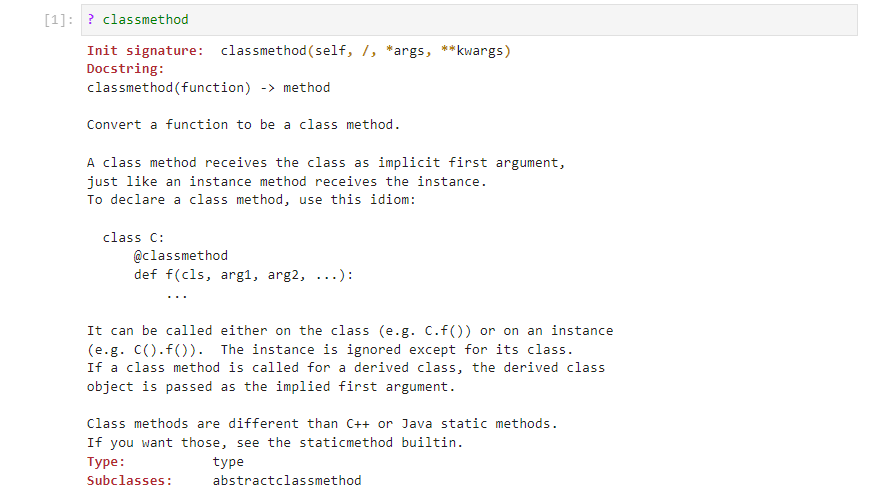 [1]: ? classmethod
Init signature:  classmethod(self, /, *args, **kwargs)
Docstring:
classmethod(function) -> method
Convert a function to be a class method.
A class method receives the class as implicit first argument,
just like an instance method receives the instance.
To declare a class method, use this idiom:
  class C:
      @classmethod
      def f(cls, arg1, arg2, ...):
          ...
It can be called either on the class (e.g. C.f()) or on an instance
(e.g. C().f()).  The instance is ignored except for its class.
If a class method is called for a derived class, the derived class
object is passed as the implied first argument.
Class methods are different than C++ or Java static methods.
If you want those, see the staticmethod builtin.
Type:           type
Subclasses:     abstractclassmethod